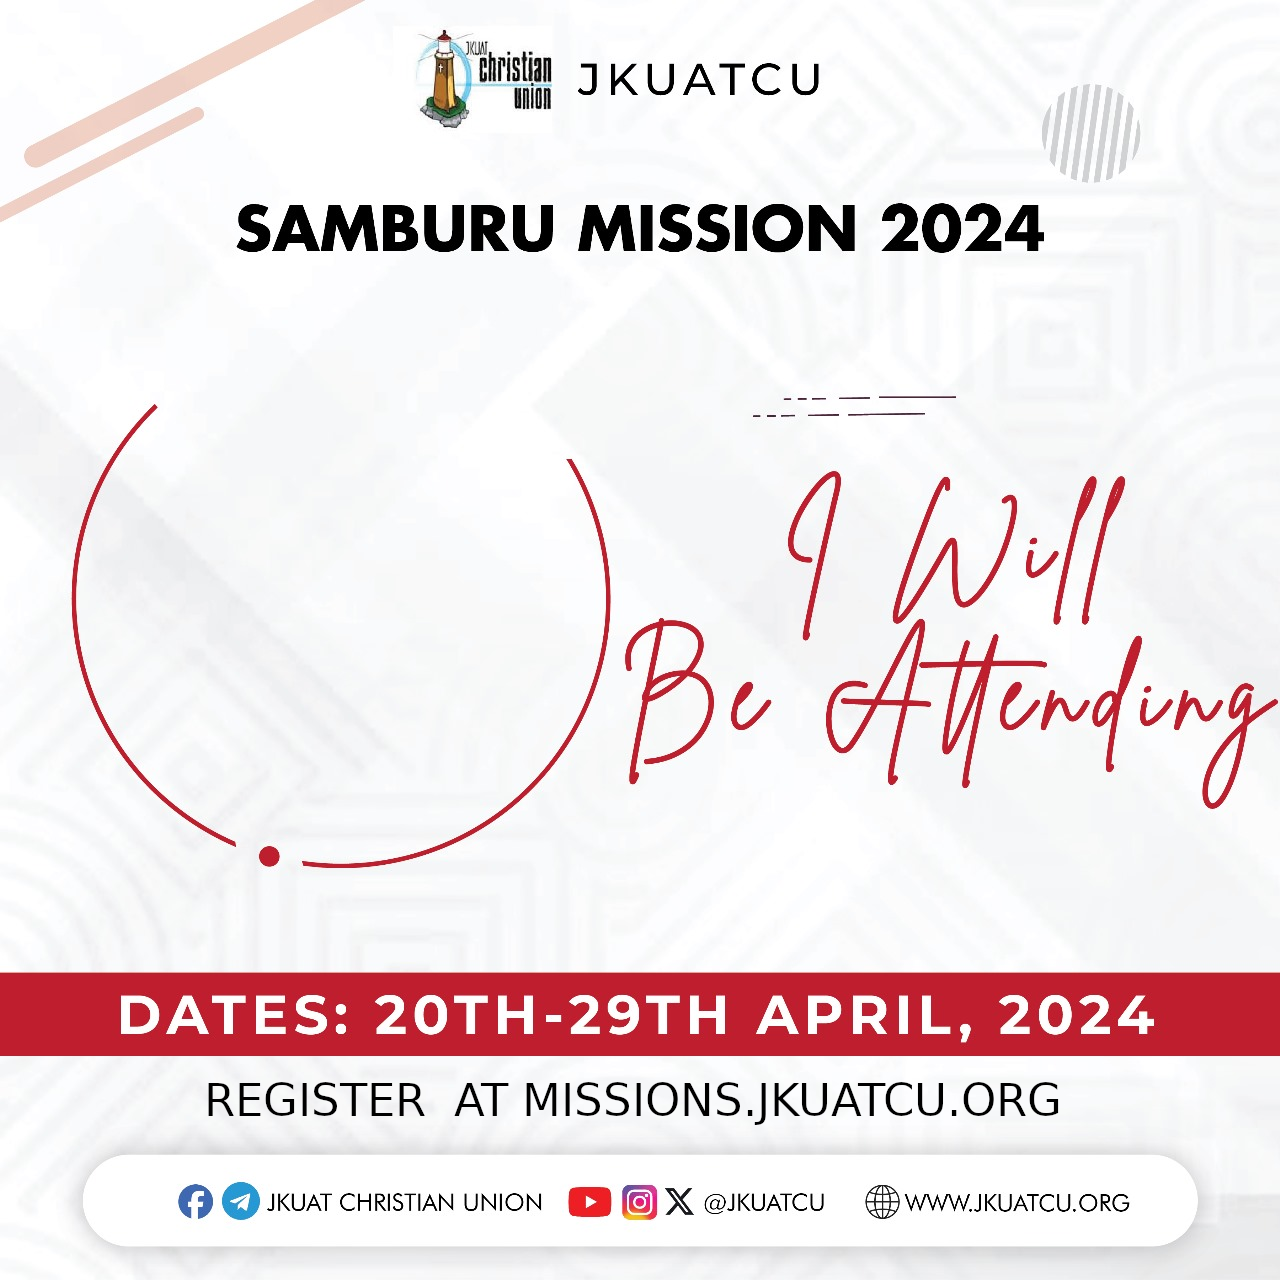 JKUAT
christian
union
JKUATCU
SAMBURU MISSION 2024
I Will
Be Attending
DATES: 20TH-29TH APRIL, 2024
REGISTER  AT MISSIONS.JKUATCU.ORG
JKUAT CHRISTIAN UNION @JKUATCU WWW.JKUATCU.ORG